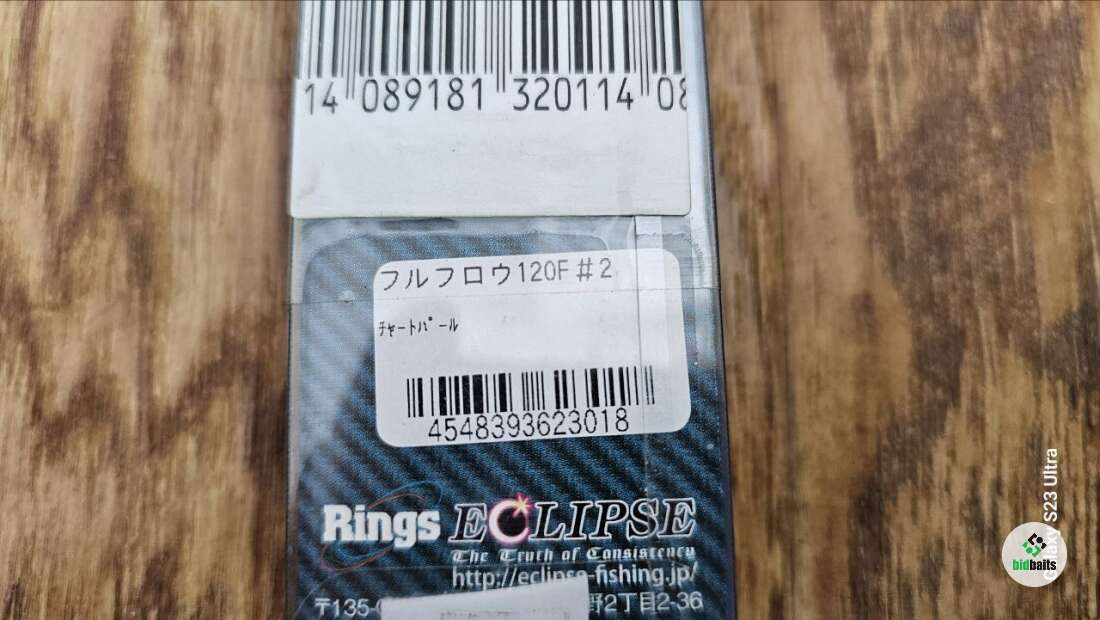 14 089181 320114 08
フルフロウ120F #2
ﾁｬｰﾄﾊﾟｰﾙ
4548393623018
Rings ECLIPSE
The Truth of Consistency
http://eclipse-fishing.jp/
〒135-0 野2丁目2-36
Galaxy S23 Ultra
bidbaits